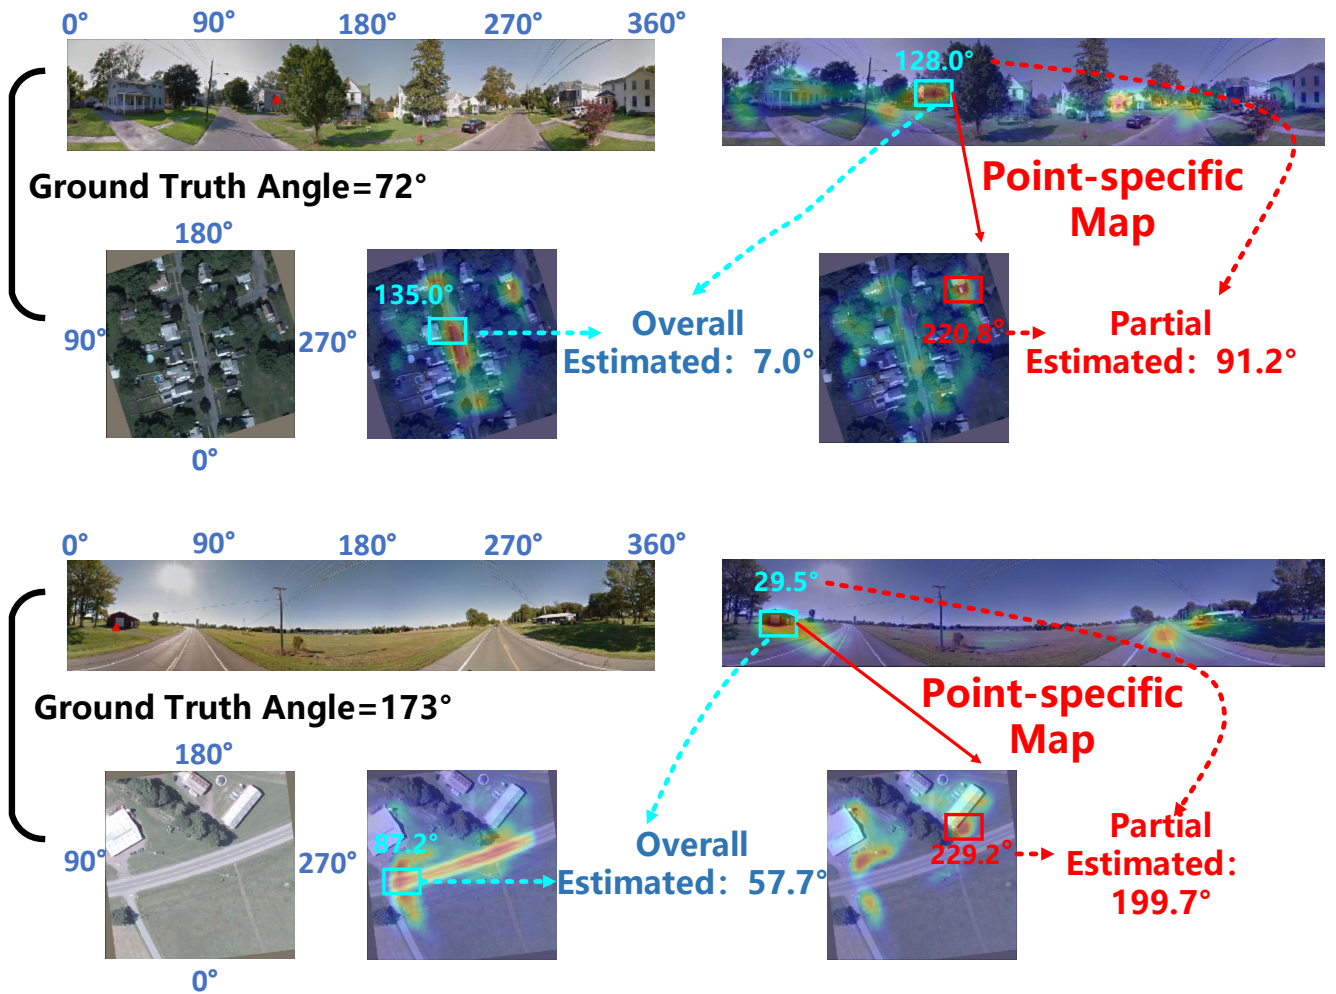 0° 90° 180° 270° 360°
128.0°
Point-specific
Map
Ground Truth Angle=72°
180°
90°
270°
0°
135.0°
Overall
Estimated: 7.0°
220.8°
Partial
Estimated: 91.2°
0° 90° 180° 270° 360°
29.5°
Point-specific
Map
Ground Truth Angle=173°
180°
90°
270°
0°
87.2°
Overall
Estimated: 57.7°
229.2°
Partial
Estimated:
199.7°